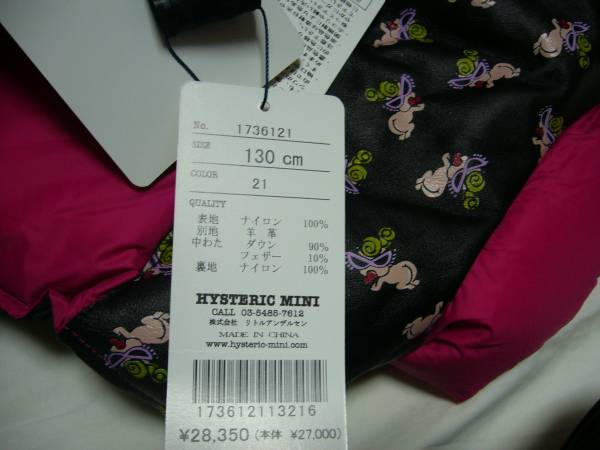 No. 1736121
SIZE 130 cm
COLOR 21
QUALITY
表地 ナイロン 100%
別地 羊革
中わた ダウン 90%
フェザー 10%
裏地 ナイロン 100%
HYSTERIC MINI
CALL 03-5485-7612
株式会社 リトルアンデルセン
MADE IN CHINA
www.hysteric-mini.com
173612113216
¥28,350 (本体 ¥27,000)